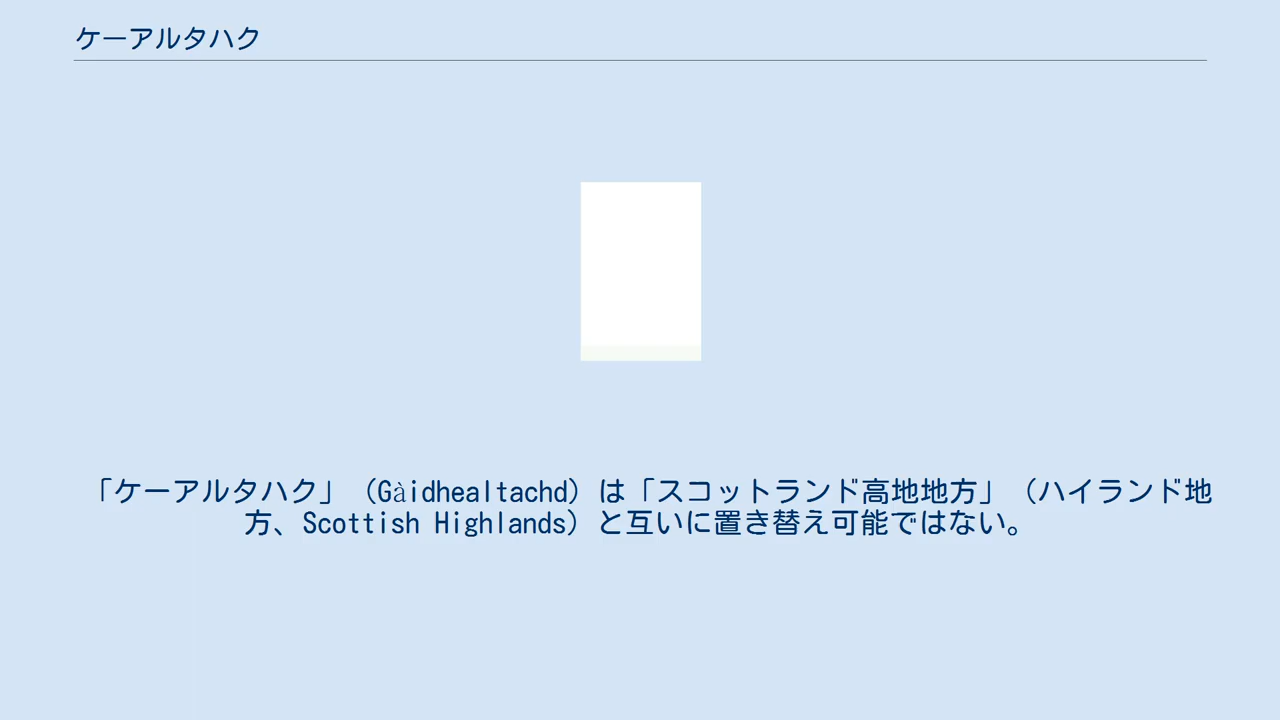 ケーアルタハク
「ケーアルタハク」（Gàidhealtachd）は「スコットランド高地地方」（ハイランド地
方、Scottish Highlands）と互いに置き替え可能ではない。